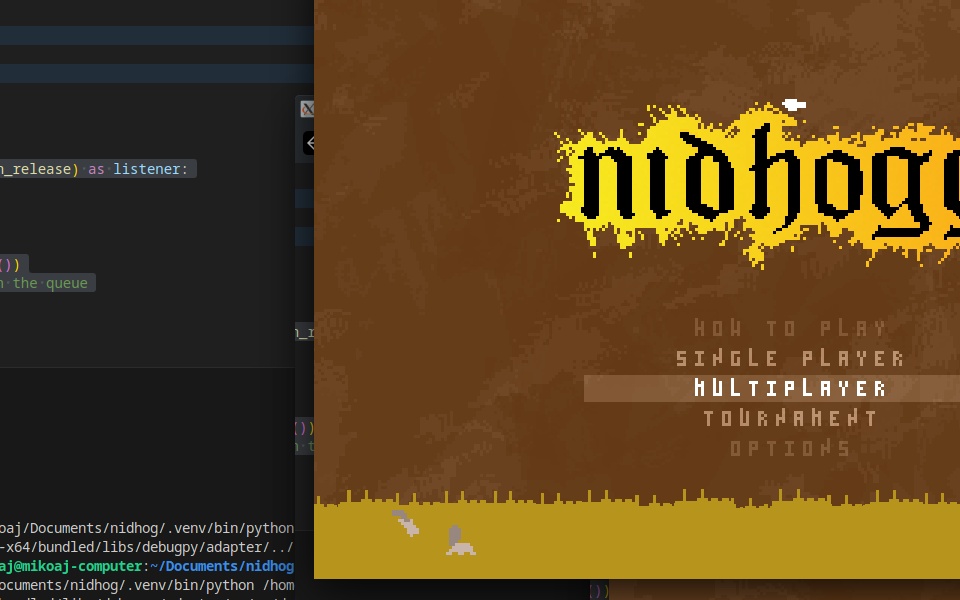 n_release) as listener:
())
n the queue
n_r
())
n t
nidhogg
HOW TO PLAY
SINGLE PLAYER
MULTIPLAYER
TOURNAMENT
OPTIONS
oaj/Documents/nidhog/.venv/bin/python
-x64/bundled/libs/debugpy/adapter/../
aj@mikoaj-computer:~/Documents/nidhog
ocuments/nidhog/.venv/bin/python /hom
())